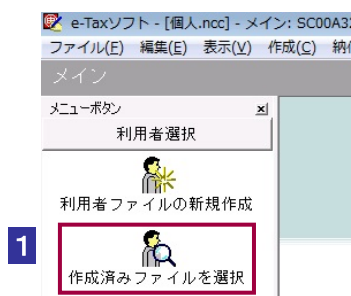 e-Taxソフト - [個人.ncc] - メイン: SC00A3
ファイル(F) 編集(E) 表示(V) 作成(C) 納
メイン
メニューボタン
利用者選択
利用者ファイルの新規作成
1
作成済みファイルを選択